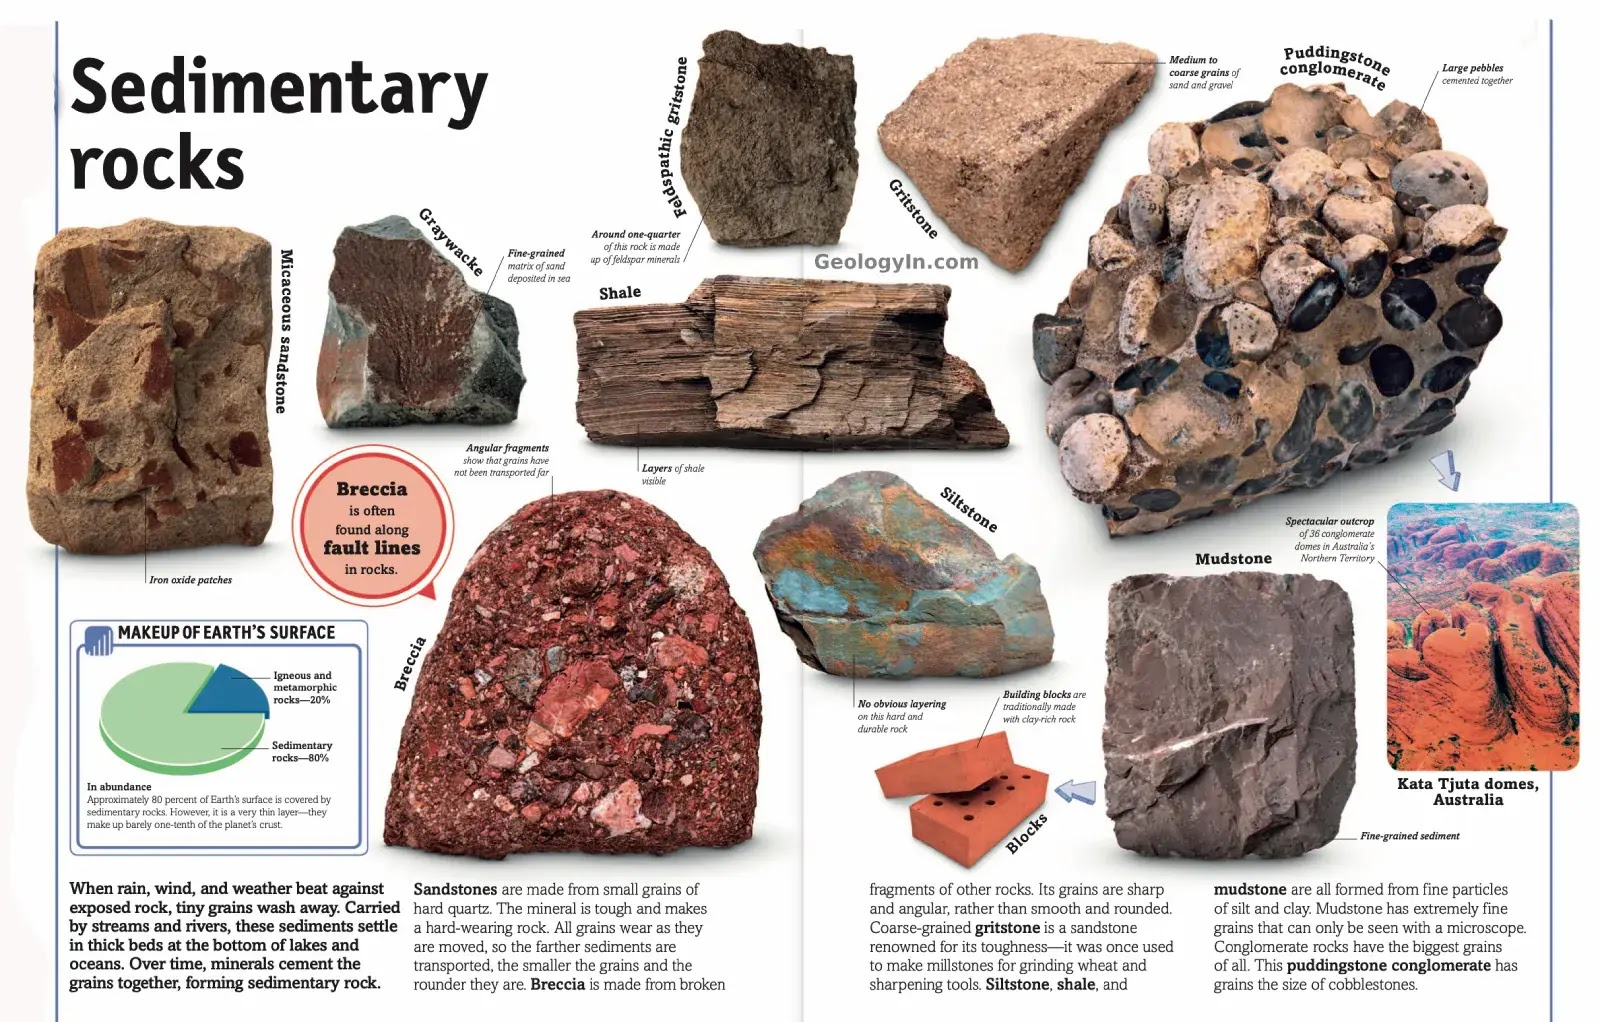 Sedimentary
rocks
Micaceous sandstone
Iron oxide patches
Graywacke
Fine-grained
matrix of sand
deposited in sea
Feldspathic gritstone
Around one-quarter
of this rock is made
up of feldspar minerals
Gritstone
Medium to
coarse grains of
sand and gravel
GeologyIn.com
Puddingstone
conglomerate
Large pebbles
cemented together
Shale
Layers of shale
visible
Angular fragments
show that grains have
not been transported far
Breccia
is often
found along
fault lines
in rocks.
Breccia
Siltstone
No obvious layering
on this hard and
durable rock
Building blocks are
traditionally made
with clay-rich rock
Blocks
Mudstone
Fine-grained sediment
Spectacular outcrop
of 36 conglomerate
domes in Australia's
Northern Territory
Kata Tjuta domes,
Australia
MAKEUP OF EARTH'S SURFACE
Igneous and
metamorphic
rocks—20%
Sedimentary
rocks—80%
In abundance
Approximately 80 percent of Earth's surface is covered by
sedimentary rocks. However, it is a very thin layer—they
make up barely one-tenth of the planet's crust.
When rain, wind, and weather beat against
exposed rock, tiny grains wash away. Carried
by streams and rivers, these sediments settle
in thick beds at the bottom of lakes and
oceans. Over time, minerals cement the
grains together, forming sedimentary rock.
Sandstones are made from small grains of
hard quartz. The mineral is tough and makes
a hard-wearing rock. All grains wear as they
are moved, so the farther sediments are
transported, the smaller the grains and the
rounder they are. Breccia is made from broken
fragments of other rocks. Its grains are sharp
and angular, rather than smooth and rounded.
Coarse-grained gritstone is a sandstone
renowned for its toughness—it was once used
to make millstones for grinding wheat and
sharpening tools. Siltstone, shale, and
mudstone are all formed from fine particles
of silt and clay. Mudstone has extremely fine
grains that can only be seen with a microscope.
Conglomerate rocks have the biggest grains
of all. This puddingstone conglomerate has
grains the size of cobblestones.